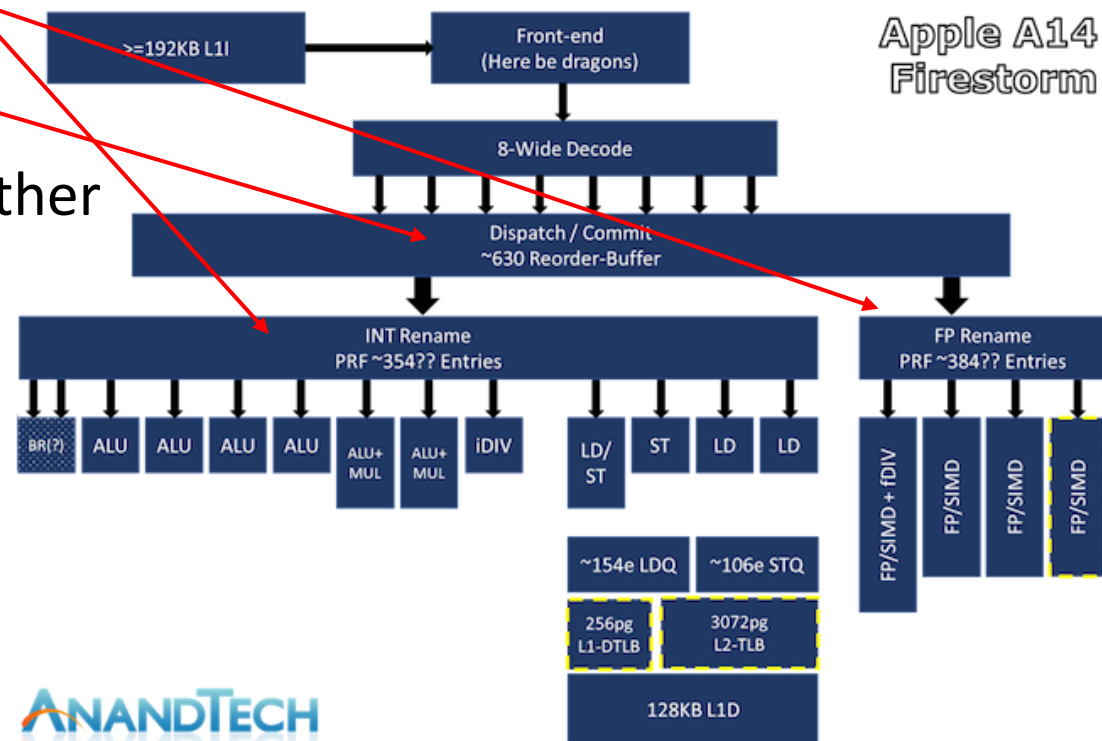 Apple A14
Firestorm
>=192KB L1I
Front-end
(Here be dragons)
8-Wide Decode
ther
Dispatch / Commit
~630 Reorder-Buffer
INT Rename
PRF ~354?? Entries
FP Rename
PRF ~384?? Entries
BR(?)
ALU
ALU
ALU
ALU
ALU+
MUL
ALU+
MUL
iDIV
LD/
ST
ST
LD
LD
FP/SIMD + fDIV
FP/SIMD
FP/SIMD
FP/SIMD
~154e LDQ
~106e STQ
256pg
L1-DTLB
3072pg
L2-TLB
128KB L1D
ANANDTECH